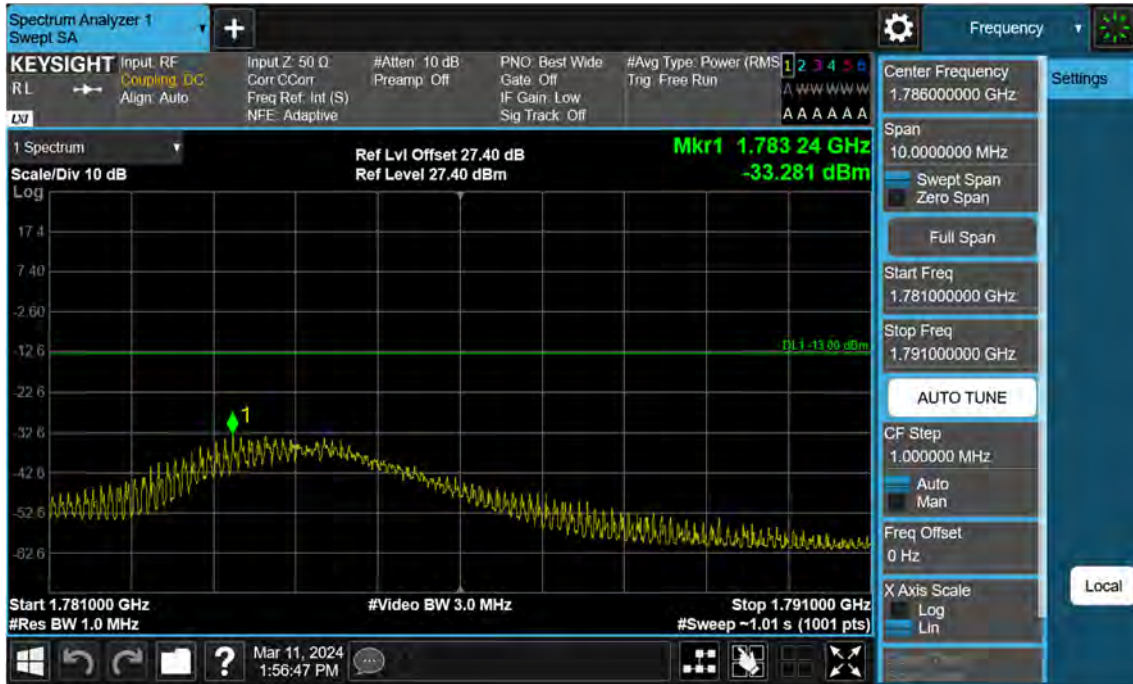 Spectrum Analyzer 1
Swept SA
+
Frequency
KEYSIGHT
RL
LXI
Input: RF
Coupling: DC
Align: Auto
Input Z: 50 Ω
Corr CCorr
Freq Ref: Int (S)
NFE: Adaptive
#Atten: 10 dB
Preamp: Off
PNO: Best Wide
Gate: Off
IF Gain: Low
Sig Track: Off
#Avg Type: Power (RMS
Trig: Free Run
1 2 3 4 5 6
A W W W W W
A A A A A A
1 Spectrum
Scale/Div 10 dB
Log
Ref Lvl Offset 27.40 dB
Ref Level 27.40 dBm
Mkr1 1.783 24 GHz
-33.281 dBm
17.4
7.40
-2.60
-12.6
DL1 -13.00 dBm
-22.6
1
-32.6
-42.6
-52.6
-62.6
Start 1.781000 GHz
#Res BW 1.0 MHz
#Video BW 3.0 MHz
Stop 1.791000 GHz
#Sweep ~1.01 s (1001 pts)
Center Frequency
1.786000000 GHz
Settings
Span
10.0000000 MHz
Swept Span
Zero Span
Full Span
Start Freq
1.781000000 GHz
Stop Freq
1.791000000 GHz
AUTO TUNE
CF Step
1.000000 MHz
Auto
Man
Freq Offset
0 Hz
X Axis Scale
Log
Lin
Local
?
Mar 11, 2024
1:56:47 PM